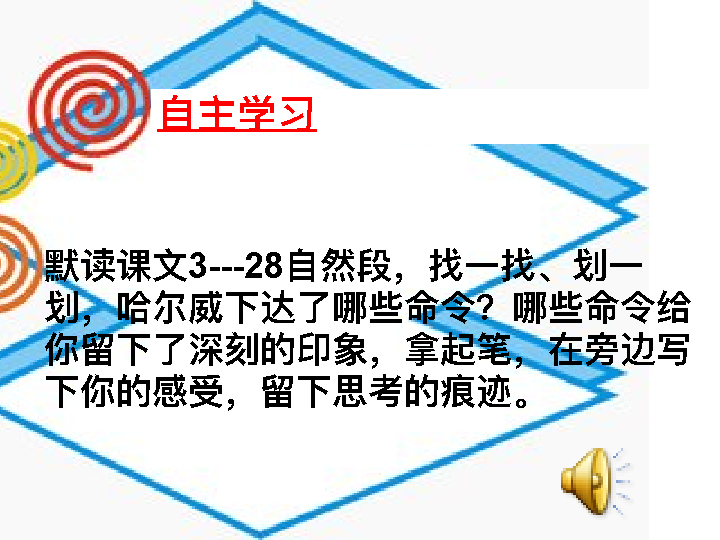 自主学习
默读课文3---28自然段，找一找、划一
划，哈尔威下达了哪些命令？哪些命令给
你留下了深刻的印象，拿起笔，在旁边写
下你的感受，留下思考的痕迹。